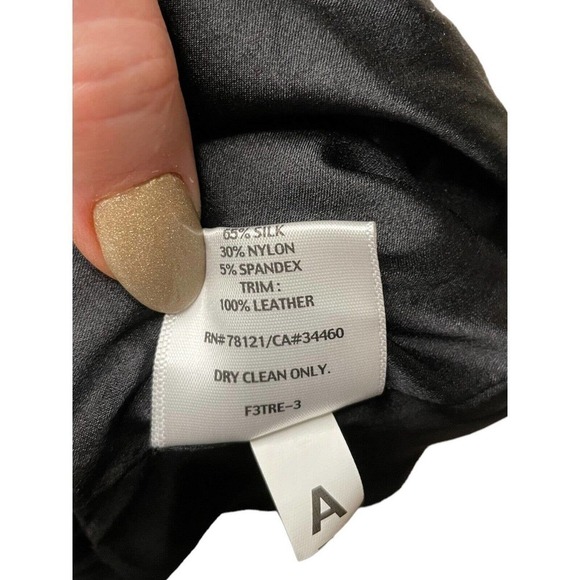 65% SILK
30% NYLON
5% SPANDEX
TRIM :
100% LEATHER
RN# 78121/CA#34460
DRY CLEAN ONLY.
F3TRE-3
A